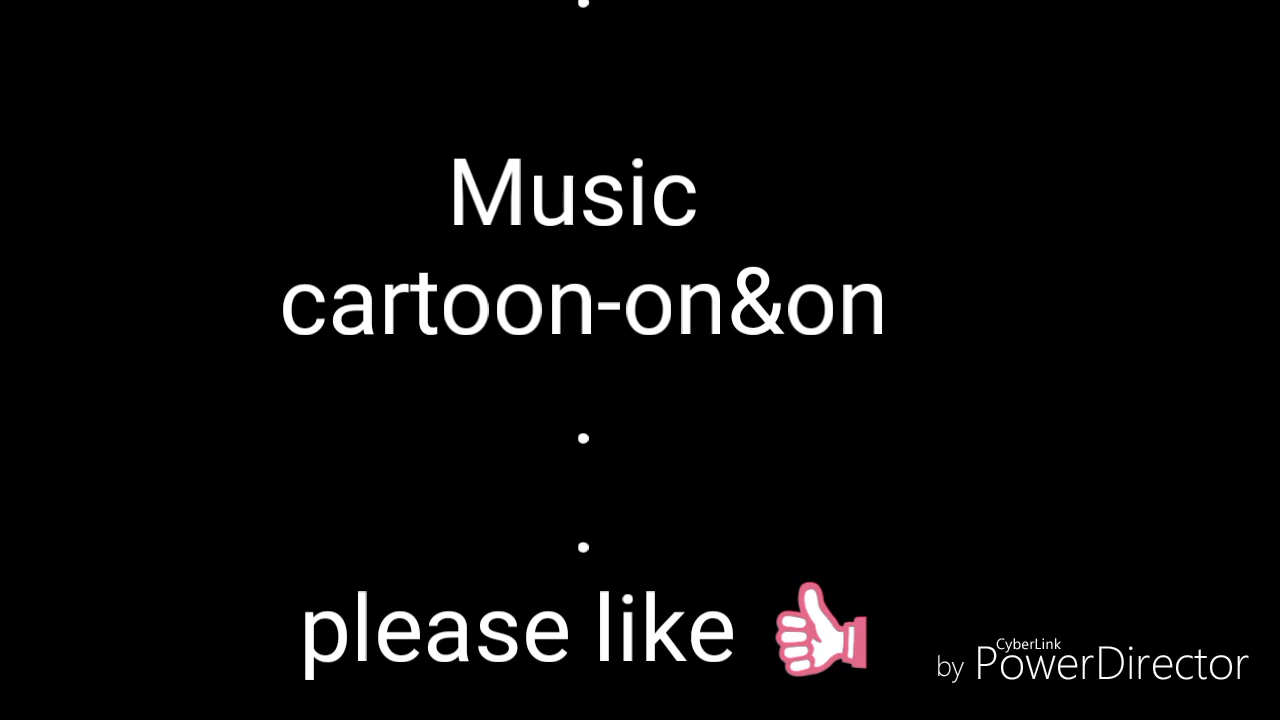 .
Music
cartoon-on&on
.
.
please like 👍
CyberLink
by PowerDirector